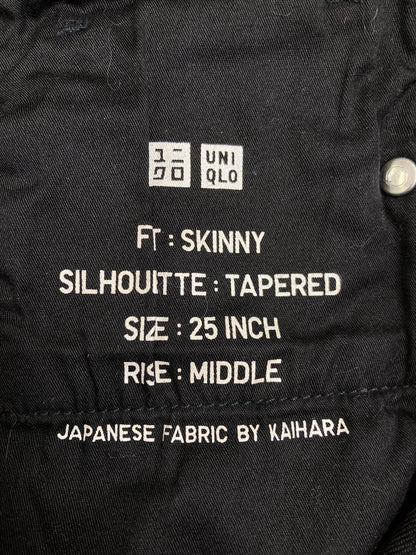 ユニ UNI
クロ QLO
FT : SKINNY
SILHOUITTE : TAPERED
SIZE : 25 INCH
RISE : MIDDLE
JAPANESE FABRIC BY KAIHARA